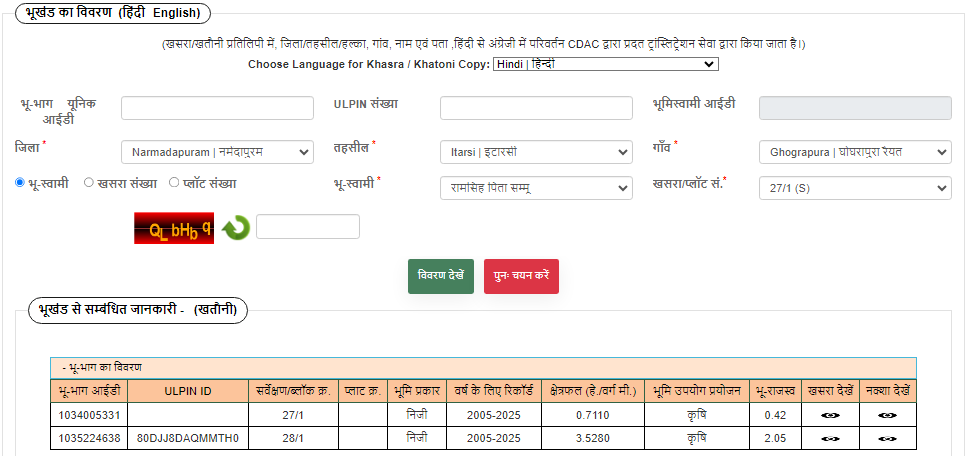 भूखंड का विवरण (हिंदी English)
(खसरा/खतौनी प्रतिलिपी में, जिला/तहसील/हल्का, गांव, नाम एवं पता ,हिंदी से अंग्रेजी में परिवर्तन CDAC द्वारा प्रदत ट्रांस्लिट्रेशन सेवा द्वारा किया जाता है।)
Choose Language for Khasra / Khatoni Copy: Hindi | हिन्दी
भू-भाग यूनिक आईडी ULPIN संख्या भूमिस्वामी आईडी
जिला * Narmadapuram | नर्मदापुरम तहसील * Itarsi | इटारसी गाँव * Ghograpura | घोघरापुरा रैयत
भू-स्वामी खसरा संख्या प्लॉट संख्या भू-स्वामी * रामसिह पिता सम्मू खसरा/प्लॉट सं.* 27/1 (S)
QL bHb q
विवरण देखें पुनः चयन करें
भूखंड से सम्बंधित जानकारी - (खतौनी)
- भू-भाग का विवरण
भू-भाग आईडी ULPIN ID सर्वेक्षण/ब्लॉक क्र. प्लाट क्र. भूमि प्रकार वर्ष के लिए रिकॉर्ड क्षेत्रफल (हे./वर्ग मी.) भूमि उपयोग प्रयोजन भू-राजस्व खसरा देखें नक्शा देखें
1034005331 27/1 निजी 2005-2025 0.7110 कृषि 0.42
1035224638 80DJJ8DAQMMTH0 28/1 निजी 2005-2025 3.5280 कृषि 2.05